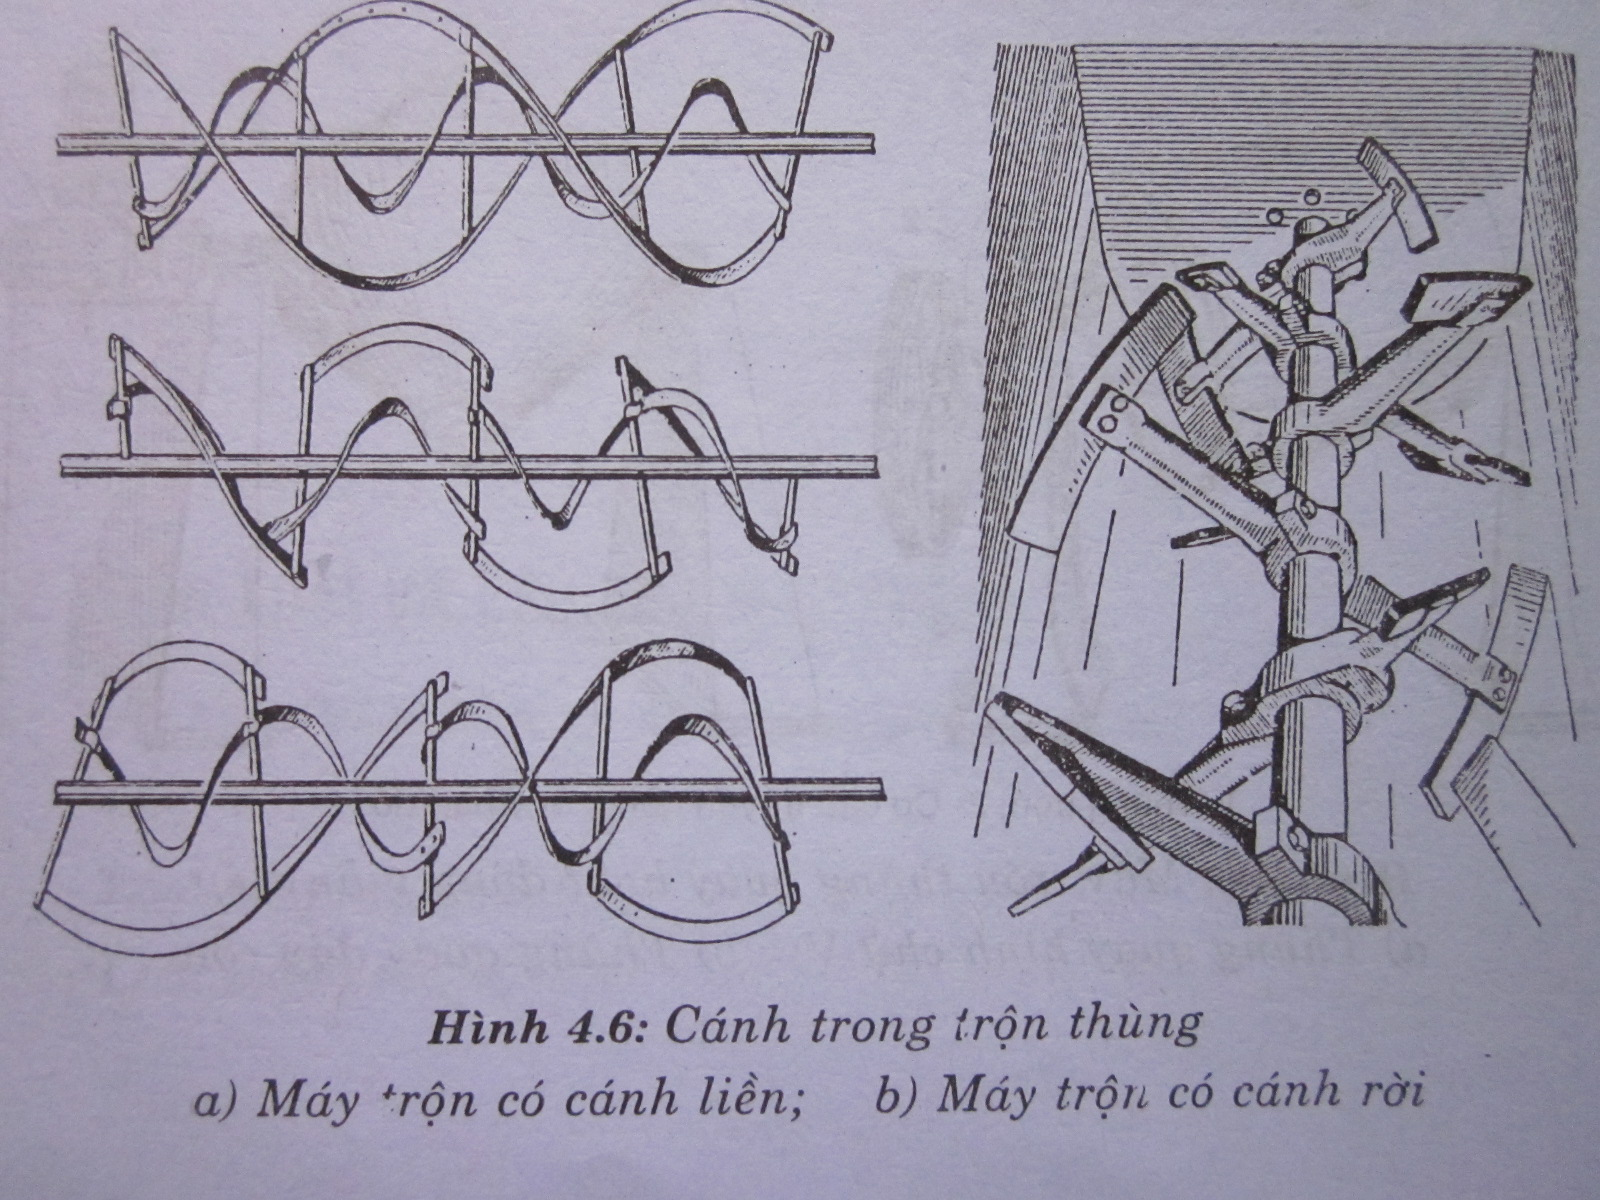 Hình 4.6: Cánh trong trộn thùng
a) Máy trộn có cánh liền; b) Máy trộn có cánh rời